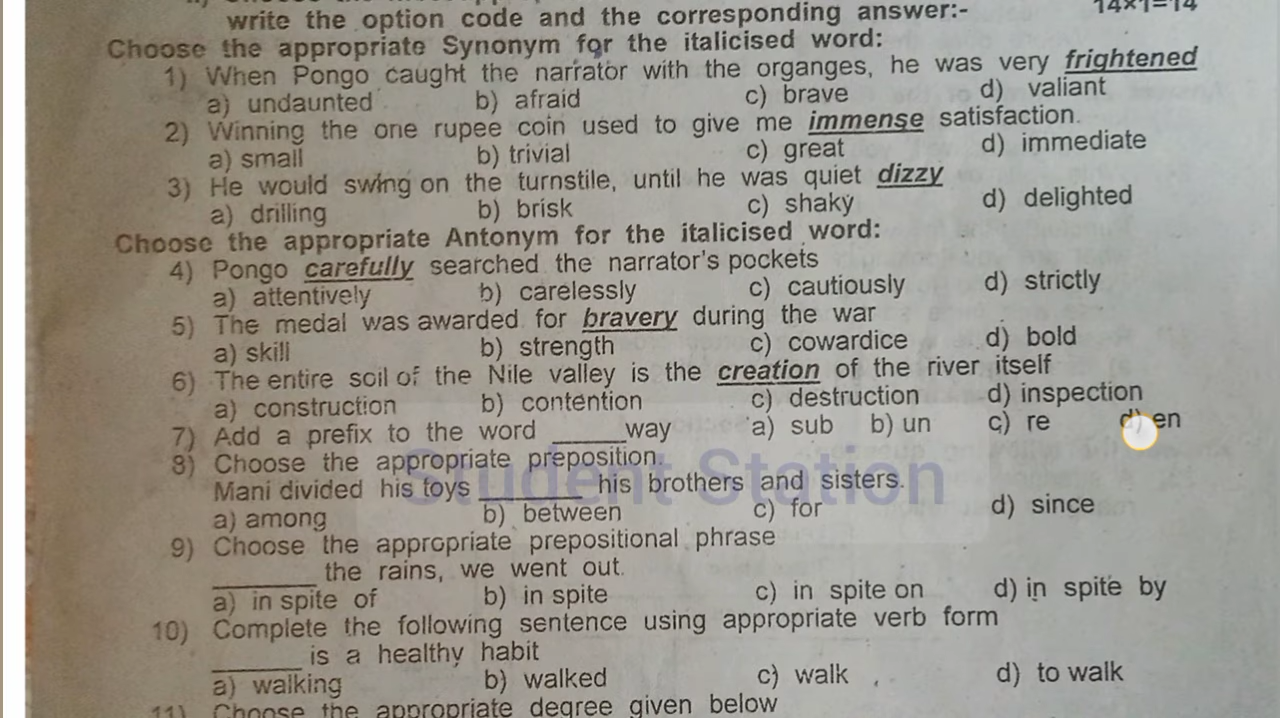 write the option code and the corresponding answer:- 14×1=14
Choose the appropriate Synonym for the italicised word:
1) When Pongo caught the narrator with the organges, he was very frightened
a) undaunted b) afraid c) brave d) valiant
2) Winning the one rupee coin used to give me immense satisfaction.
a) small b) trivial c) great d) immediate
3) He would swing on the turnstile, until he was quiet dizzy
a) drilling b) brisk c) shaky d) delighted
Choose the appropriate Antonym for the italicised word:
4) Pongo carefully searched the narrator's pockets
a) attentively b) carelessly c) cautiously d) strictly
5) The medal was awarded for bravery during the war
a) skill b) strength c) cowardice d) bold
6) The entire soil of the Nile valley is the creation of the river itself
a) construction b) contention c) destruction d) inspection
7) Add a prefix to the word ______way a) sub b) un c) re d) en
8) Choose the appropriate preposition.
Mani divided his toys ________ his brothers and sisters.
a) among b) between c) for d) since
9) Choose the appropriate prepositional phrase
________ the rains, we went out.
a) in spite of b) in spite c) in spite on d) in spite by
10) Complete the following sentence using appropriate verb form
_______ is a healthy habit
a) walking b) walked c) walk d) to walk
11) Choose the appropriate degree given below
Student Station